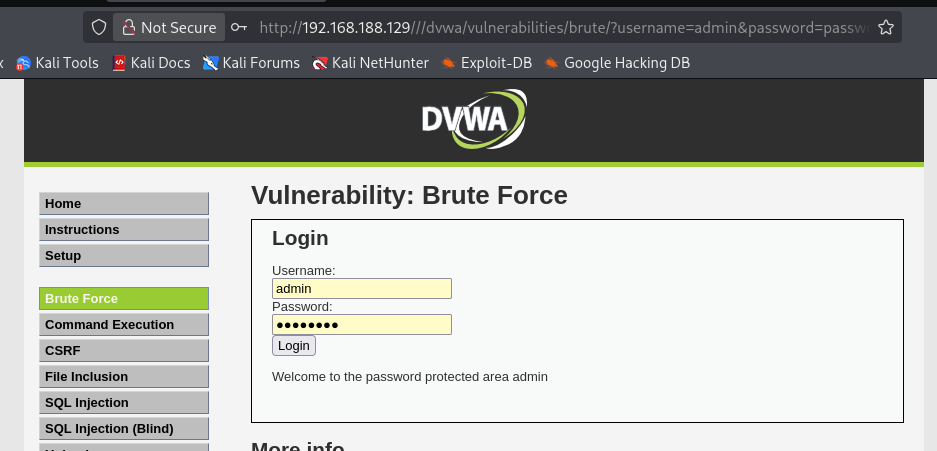 Not Secure http://192.168.188.129///dvwa/vulnerabilities/brute/?username=admin&password=passw
Kali Tools Kali Docs Kali Forums Kali NetHunter Exploit-DB Google Hacking DB
DVWA
Vulnerability: Brute Force
Home
Instructions
Setup
Brute Force
Command Execution
CSRF
File Inclusion
SQL Injection
SQL Injection (Blind)
Login
Username:
admin
Password:
••••••••
Login
Welcome to the password protected area admin
More info